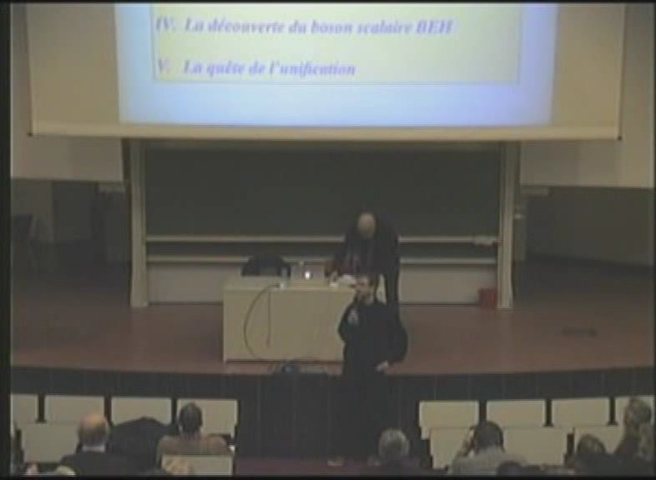 IV. La découverte du boson scalaire BEH
V. La quête de l'unification